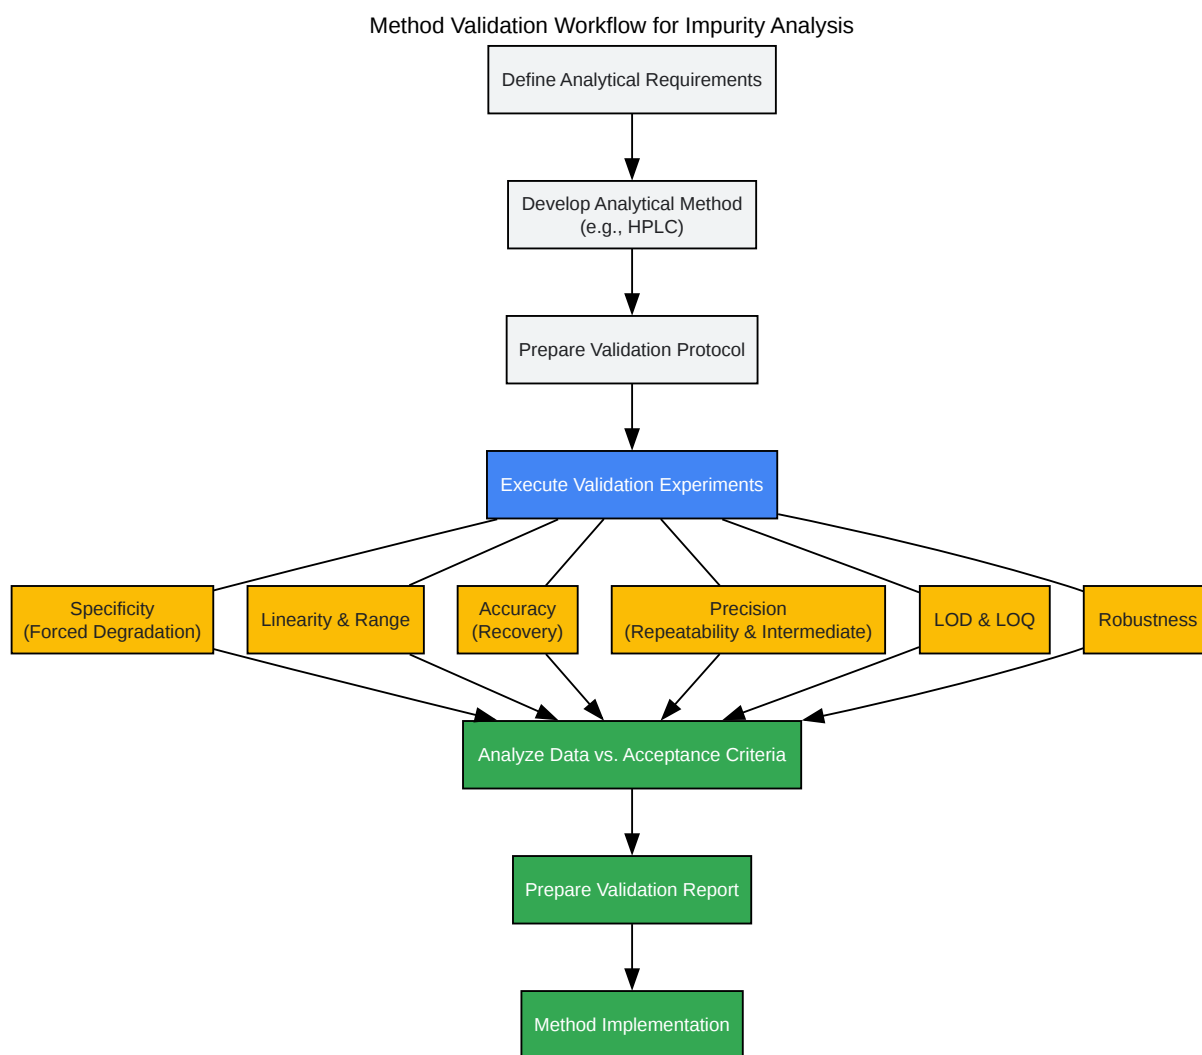 Method Validation Workflow for Impurity Analysis
Define Analytical Requirements
Develop Analytical Method
(e.g., HPLC)
Prepare Validation Protocol
Execute Validation Experiments
Specificity
(Forced Degradation)
Linearity & Range
Accuracy
(Recovery)
Precision
(Repeatability & Intermediate)
LOD & LOQ
Robustness
Analyze Data vs. Acceptance Criteria
Prepare Validation Report
Method Implementation